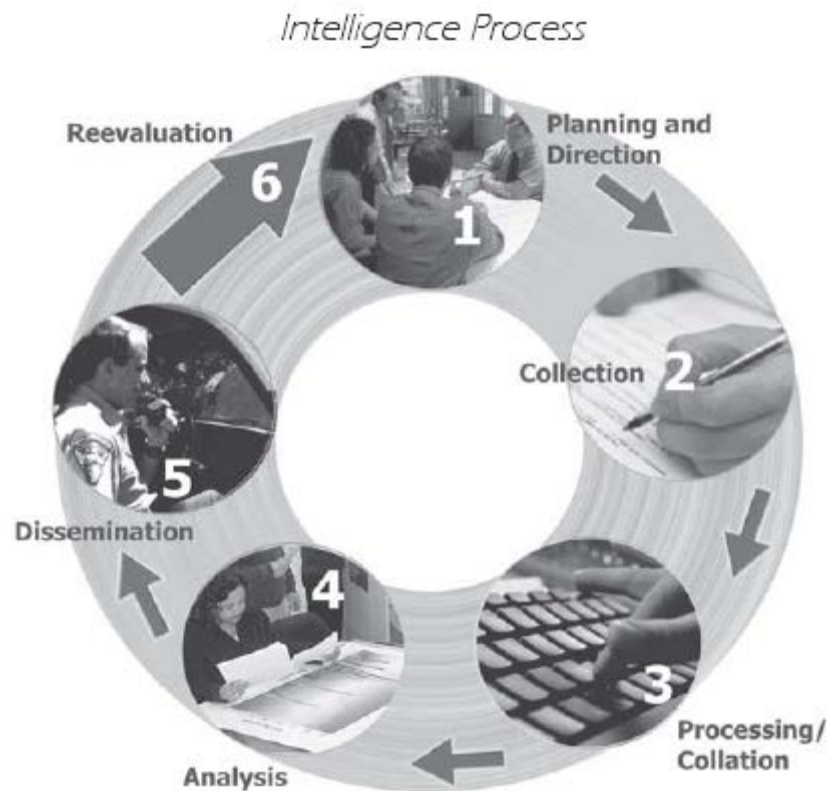 Intelligence Process
1
Planning and
Direction
2
Collection
3
Processing/
Collation
4
Analysis
5
Dissemination
6
Reevaluation